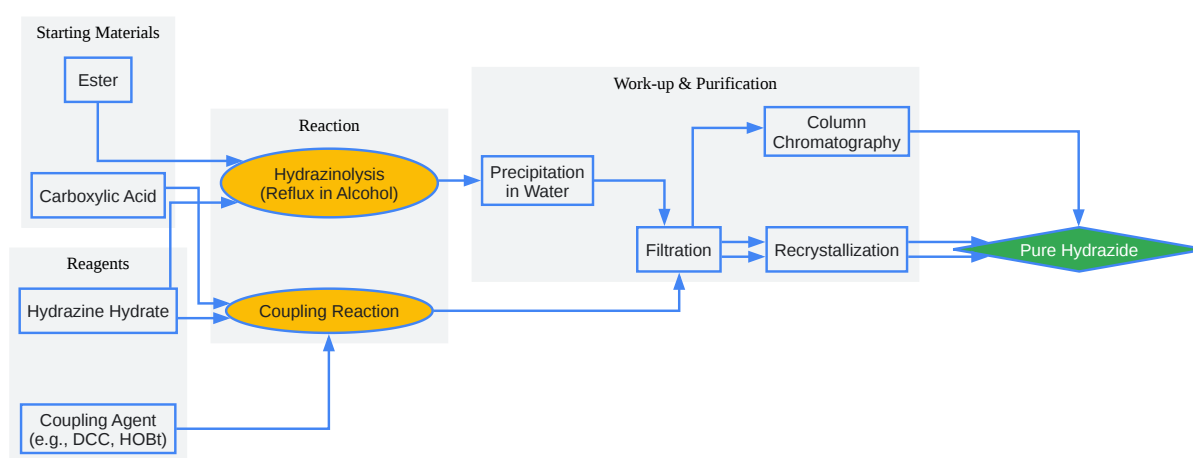 Starting Materials
Ester
Carboxylic Acid
Reagents
Hydrazine Hydrate
Coupling Agent
(e.g., DCC, HOBt)
Reaction
Hydrazinolysis
(Reflux in Alcohol)
Coupling Reaction
Work-up & Purification
Precipitation
in Water
Filtration
Column
Chromatography
Recrystallization
Pure Hydrazide